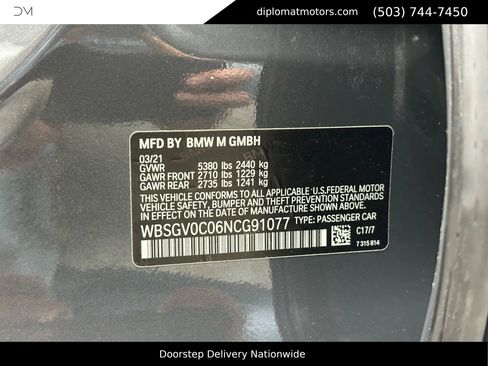 DM
diplomatmotors.com (503) 744-7450
MFD BY BMW M GMBH
03/21
GVWR 5380 lbs 2440 kg
GAWR FRONT 2710 lbs 1229 kg
GAWR REAR 2735 lbs 1241 kg
THIS VEHICLE CONFORMS TO ALL APPLICABLE U.S.FEDERAL MOTOR
VEHICLE SAFETY, BUMPER, AND THEFT PREVENTION STANDARDS
IN EFFECT ON THE DATE OF MANUFACTURE SHOWN ABOVE.
WBSGV0C06NCG91077 TYPE: PASSENGER CAR
C17/7
7 315 814
Doorstep Delivery Nationwide